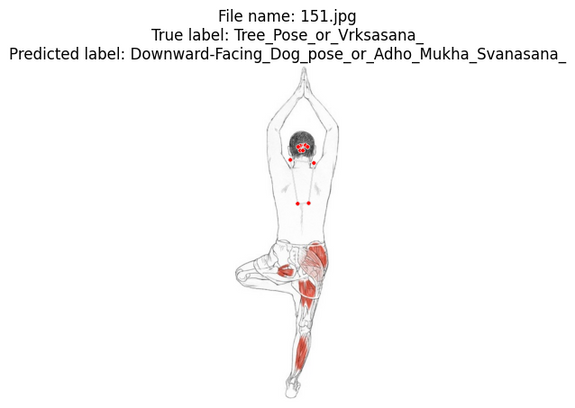 File name: 151.jpg
True label: Tree_Pose_or_Vrksasana_
Predicted label: Downward-Facing_Dog_pose_or_Adho_Mukha_Svanasana_